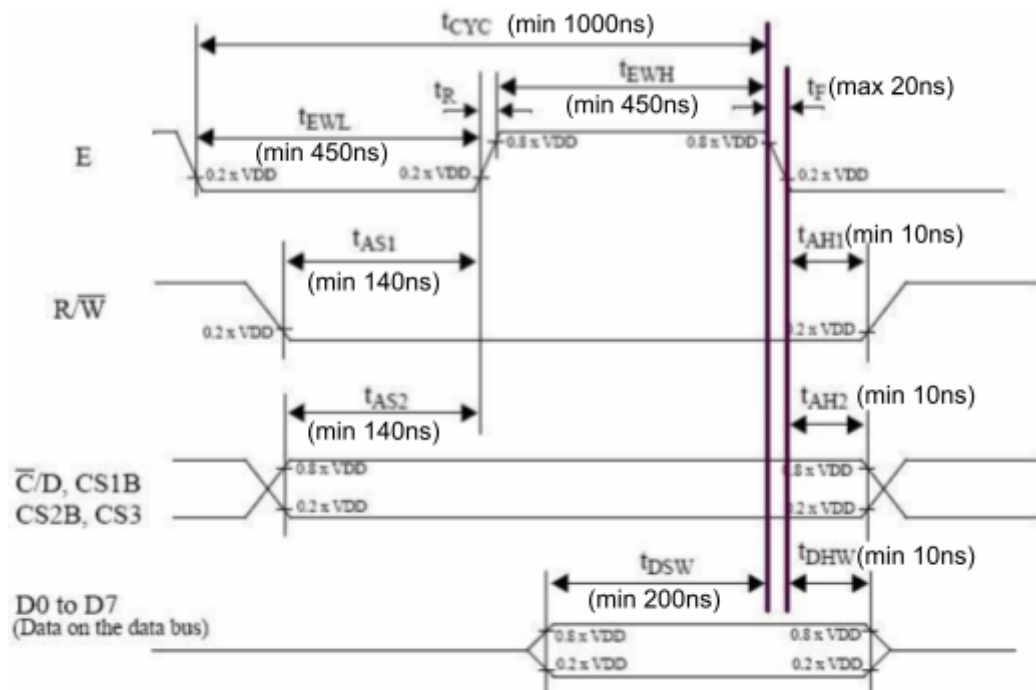 tCYC (min 1000ns)
tEWH
(min 450ns)
tR
tF (max 20ns)
tEWL
(min 450ns)
E
0.8 x VDD
0.8 x VDD
0.2 x VDD
0.2 x VDD
0.2 x VDD
tAS1
(min 140ns)
tAH1 (min 10ns)
R/W̅
0.2 x VDD
0.2 x VDD
tAS2
(min 140ns)
tAH2 (min 10ns)
C̅/D, CS1B
CS2B, CS3
0.8 x VDD
0.8 x VDD
0.2 x VDD
0.2 x VDD
tDSW
(min 200ns)
tDHW (min 10ns)
D0 to D7
(Data on the data bus)
0.8 x VDD
0.8 x VDD
0.2 x VDD
0.2 x VDD